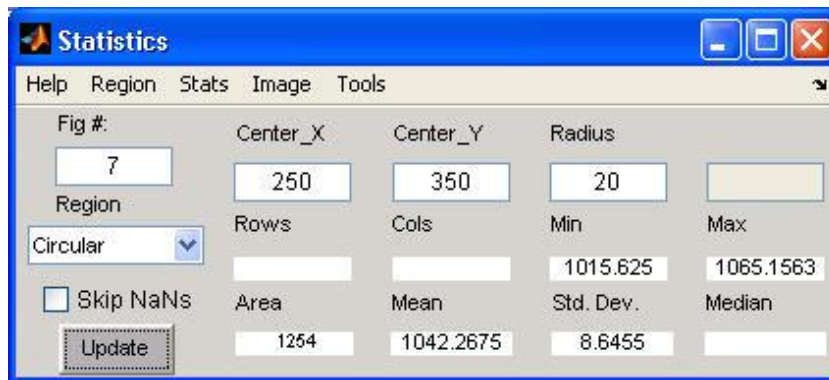 Statistics
Help Region Stats Image Tools
Fig #: Center_X Center_Y Radius
7 250 350 20
Region Rows Cols Min Max
Circular 1015.625 1065.1563
Skip NaNs Area Mean Std. Dev. Median
Update 1254 1042.2675 8.6455